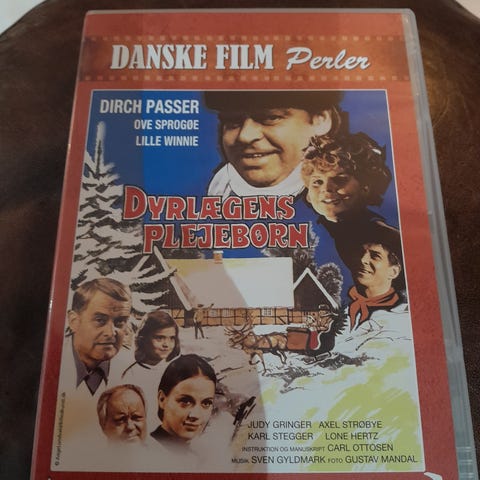 DANSKE FILM Perler
DIRCH PASSER
OVE SPROGØE
LILLE WINNIE
DYRLÆGENS
PLEJEBØRN
JUDY GRINGER AXEL STRØBYE
KARL STEGGER LONE HERTZ
INSTRUKTION OG MANUSKRIPT CARL OTTOSEN
MUSIK SVEN GYLDMARK FOTO GUSTAV MANDAL